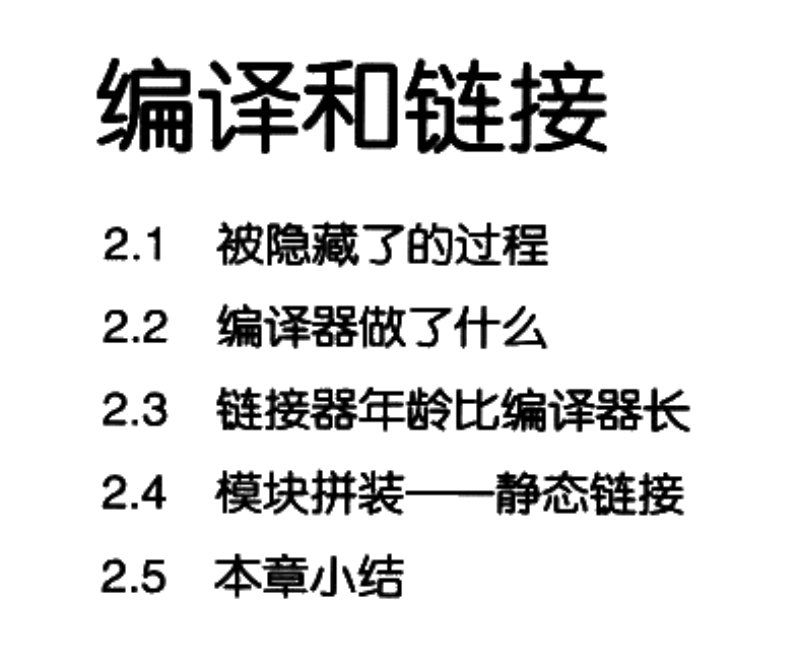 编译和链接
2.1 被隐藏了的过程
2.2 编译器做了什么
2.3 链接器年龄比编译器长
2.4 模块拼装——静态链接
2.5 本章小结